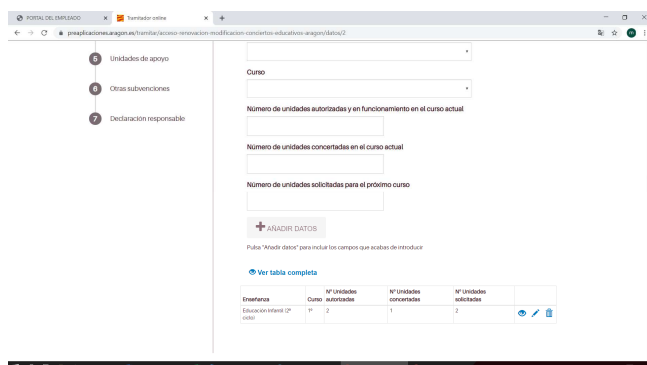 PORTAL DEL EMPLEADO
Tramitador online
preaplicaciones.aragon.es/tramitar/acceso-renovacion-modificacion-conciertos-educativos-aragon/datos/2
5 Unidades de apoyo
6 Otras subvenciones
7 Declaración responsable
Curso
Número de unidades autorizadas y en funcionamiento en el curso actual
Número de unidades concertadas en el curso actual
Número de unidades solicitadas para el próximo curso
AÑADIR DATOS
Pulsa "Añadir datos" para incluir los campos que acabas de introducir
Ver tabla completa
Enseñanza Curso Nº Unidades autorizadas Nº Unidades concertadas Nº Unidades solicitadas
Educación Infantil (2º ciclo) 1º 2 1 2